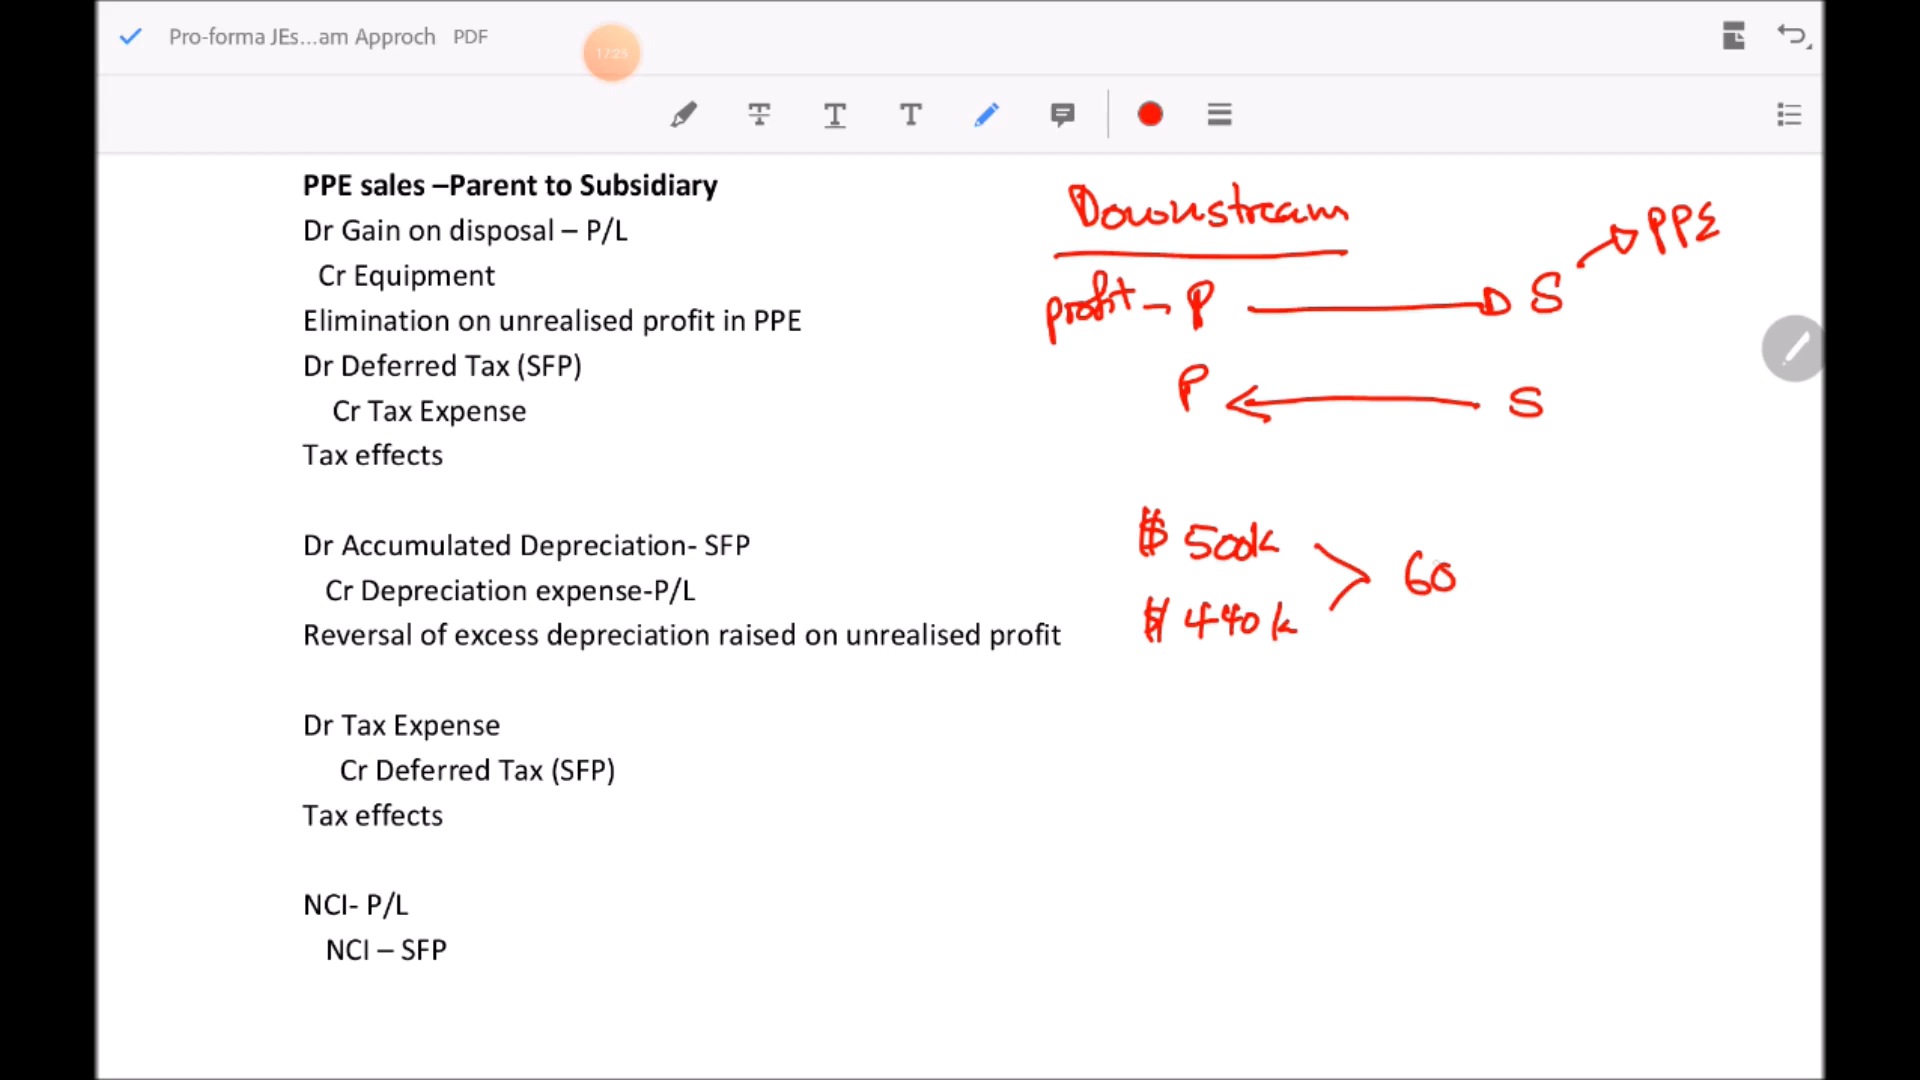 Pro-forma JEs...am Approch PDF
17:25
PPE sales –Parent to Subsidiary
Dr Gain on disposal – P/L
Cr Equipment
Elimination on unrealised profit in PPE
Dr Deferred Tax (SFP)
Cr Tax Expense
Tax effects
Dr Accumulated Depreciation- SFP
Cr Depreciation expense-P/L
Reversal of excess depreciation raised on unrealised profit
Dr Tax Expense
Cr Deferred Tax (SFP)
Tax effects
NCI- P/L
NCI – SFP
Downstream
PPE
profit - P S
P S
$ 500k
60
$ 440k